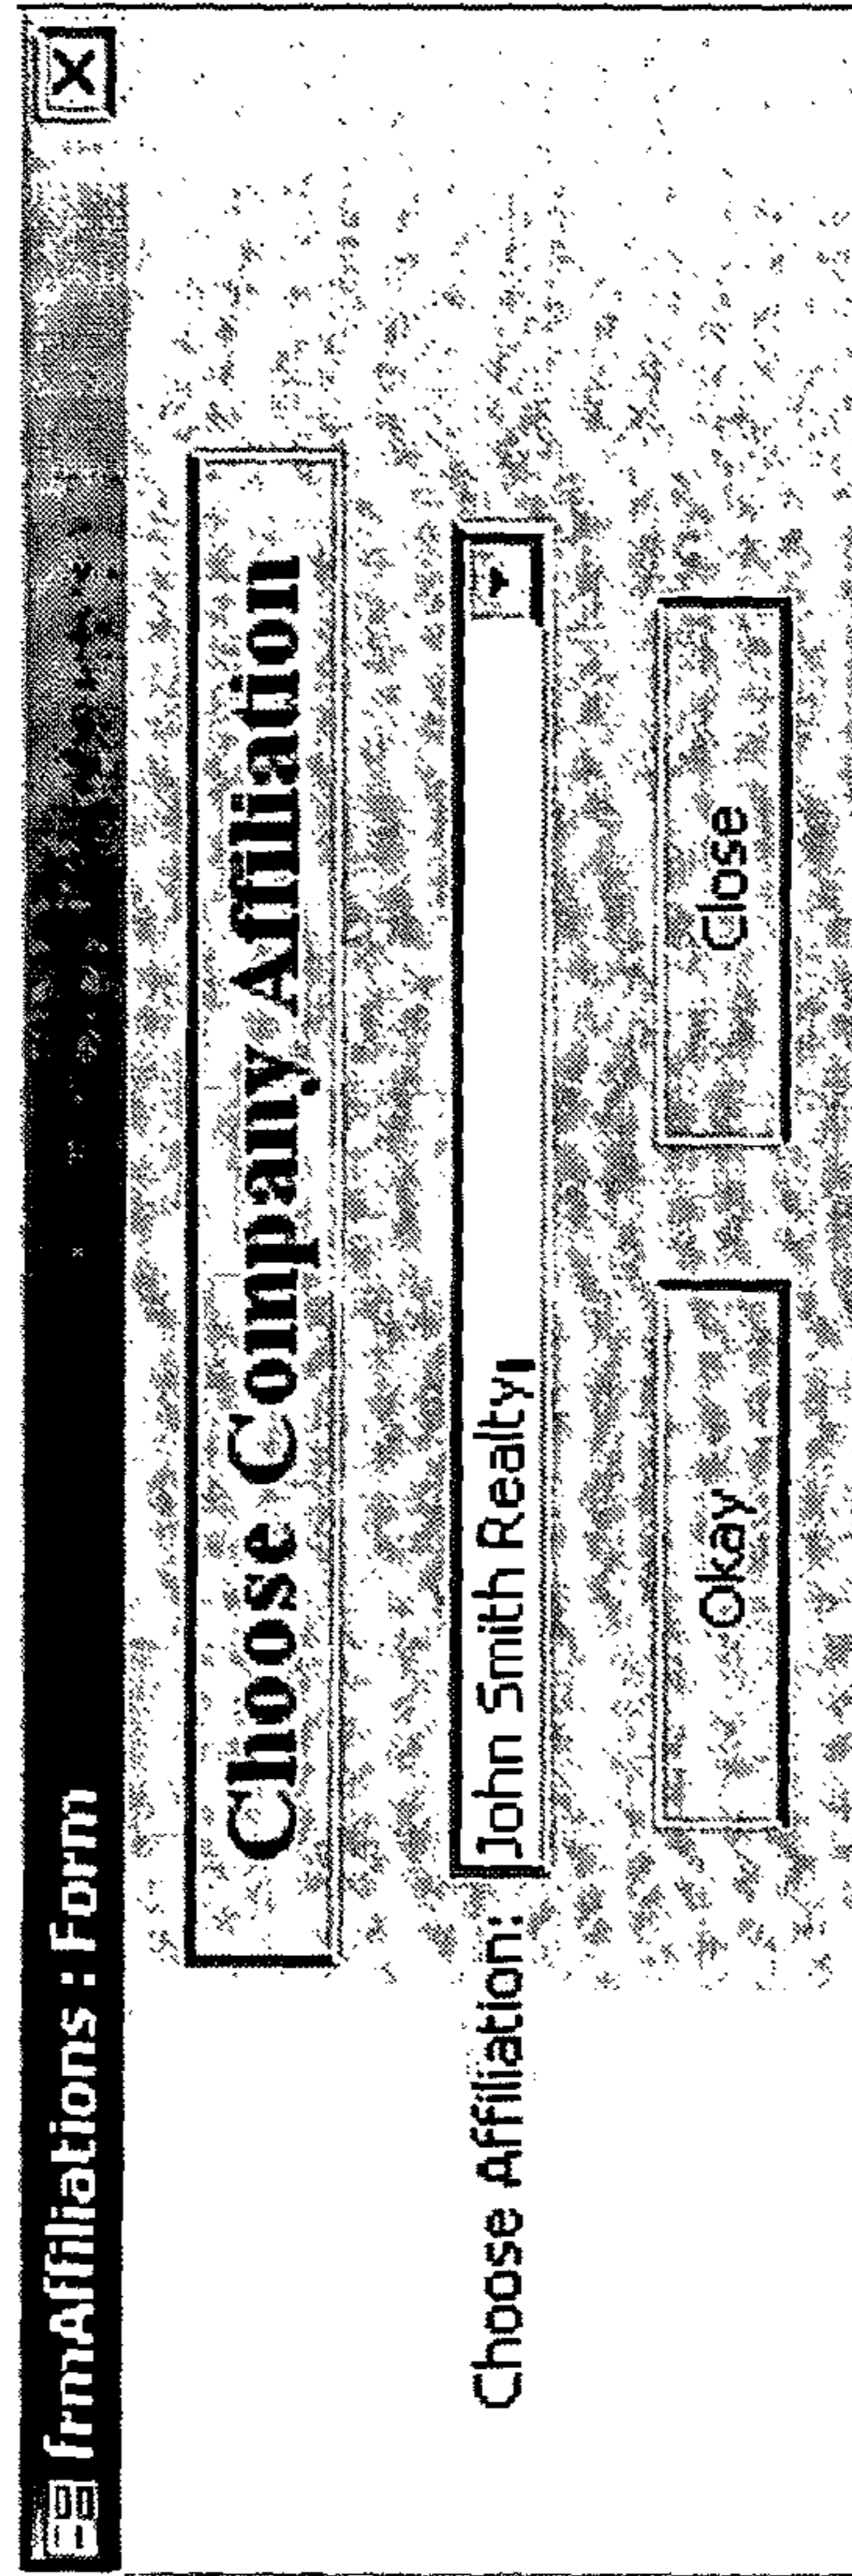 frmAffiliations : Form
Choose Company Affiliation
Choose Affiliation: John Smith Realty
Okay Close